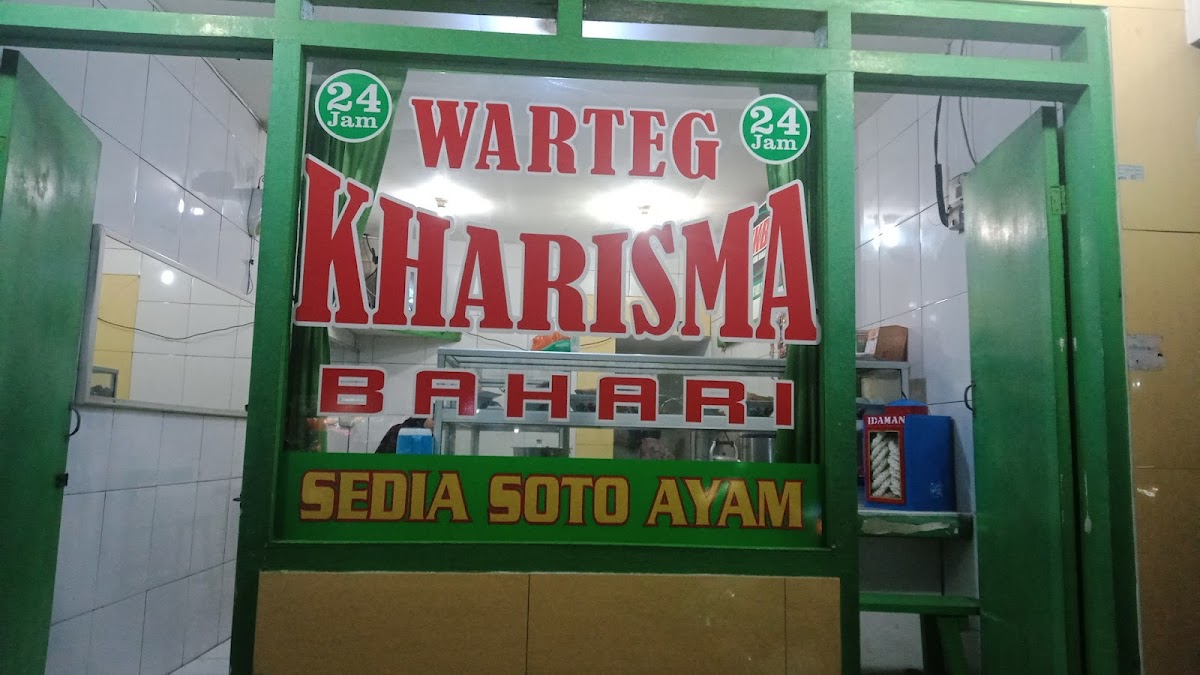 24 Jam
WARTEG
24 Jam
KHARISMA
BAHARI
SEDIA SOTO AYAM
IDAMAN